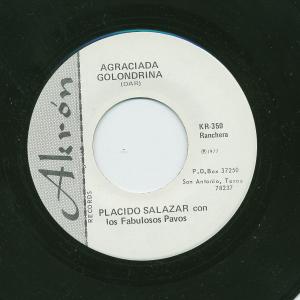 AGRACIADA
GOLONDRINA
(DAR)
Akrón
RECORDS
KR-350
Ranchera
℗1977
P.O. Box 37250
San Antonio, Texas
78237
PLACIDO SALAZAR con
los Fabulosos Pavos